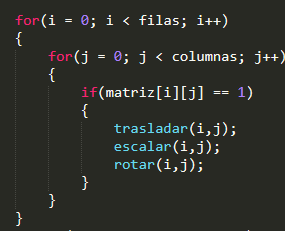 for(i = 0; i < filas; i++)
{
    for(j = 0; j < columnas; j++)
    {
        if(matriz[i][j] == 1)
        {
            trasladar(i,j);
            escalar(i,j);
            rotar(i,j);
        }
    }
}